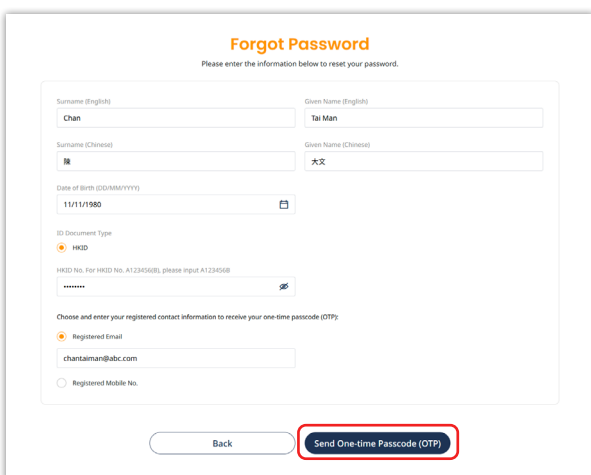 Forgot Password
Please enter the information below to reset your password.
Surname (English)
Given Name (English)
Chan
Tai Man
Surname (Chinese)
Given Name (Chinese)
陳
大文
Date of Birth (DD/MM/YYYY)
11/11/1980
ID Document Type
HKID
HKID No. For HKID No. A123456(B), please input A123456B
••••••••
Choose and enter your registered contact information to receive your one-time passcode (OTP):
Registered Email
chantaiman@abc.com
Registered Mobile No.
Back
Send One-time Passcode (OTP)